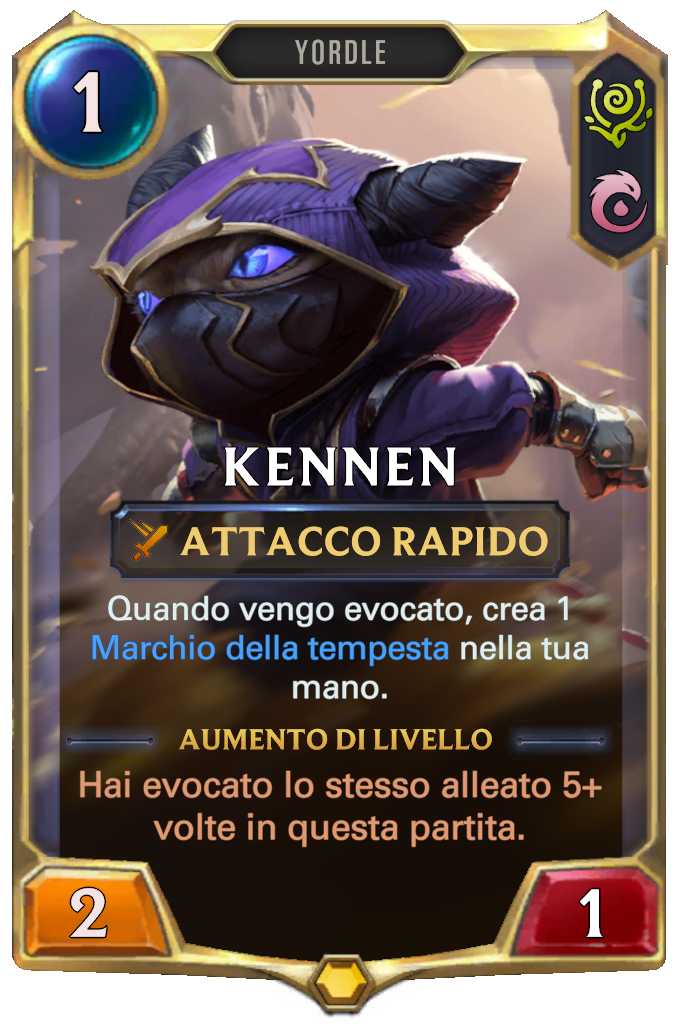 YORDLE
1
KENNEN
ATTACCO RAPIDO
Quando vengo evocato, crea 1
Marchio della tempesta nella tua
mano.
AUMENTO DI LIVELLO
Hai evocato lo stesso alleato 5+
volte in questa partita.
2
1